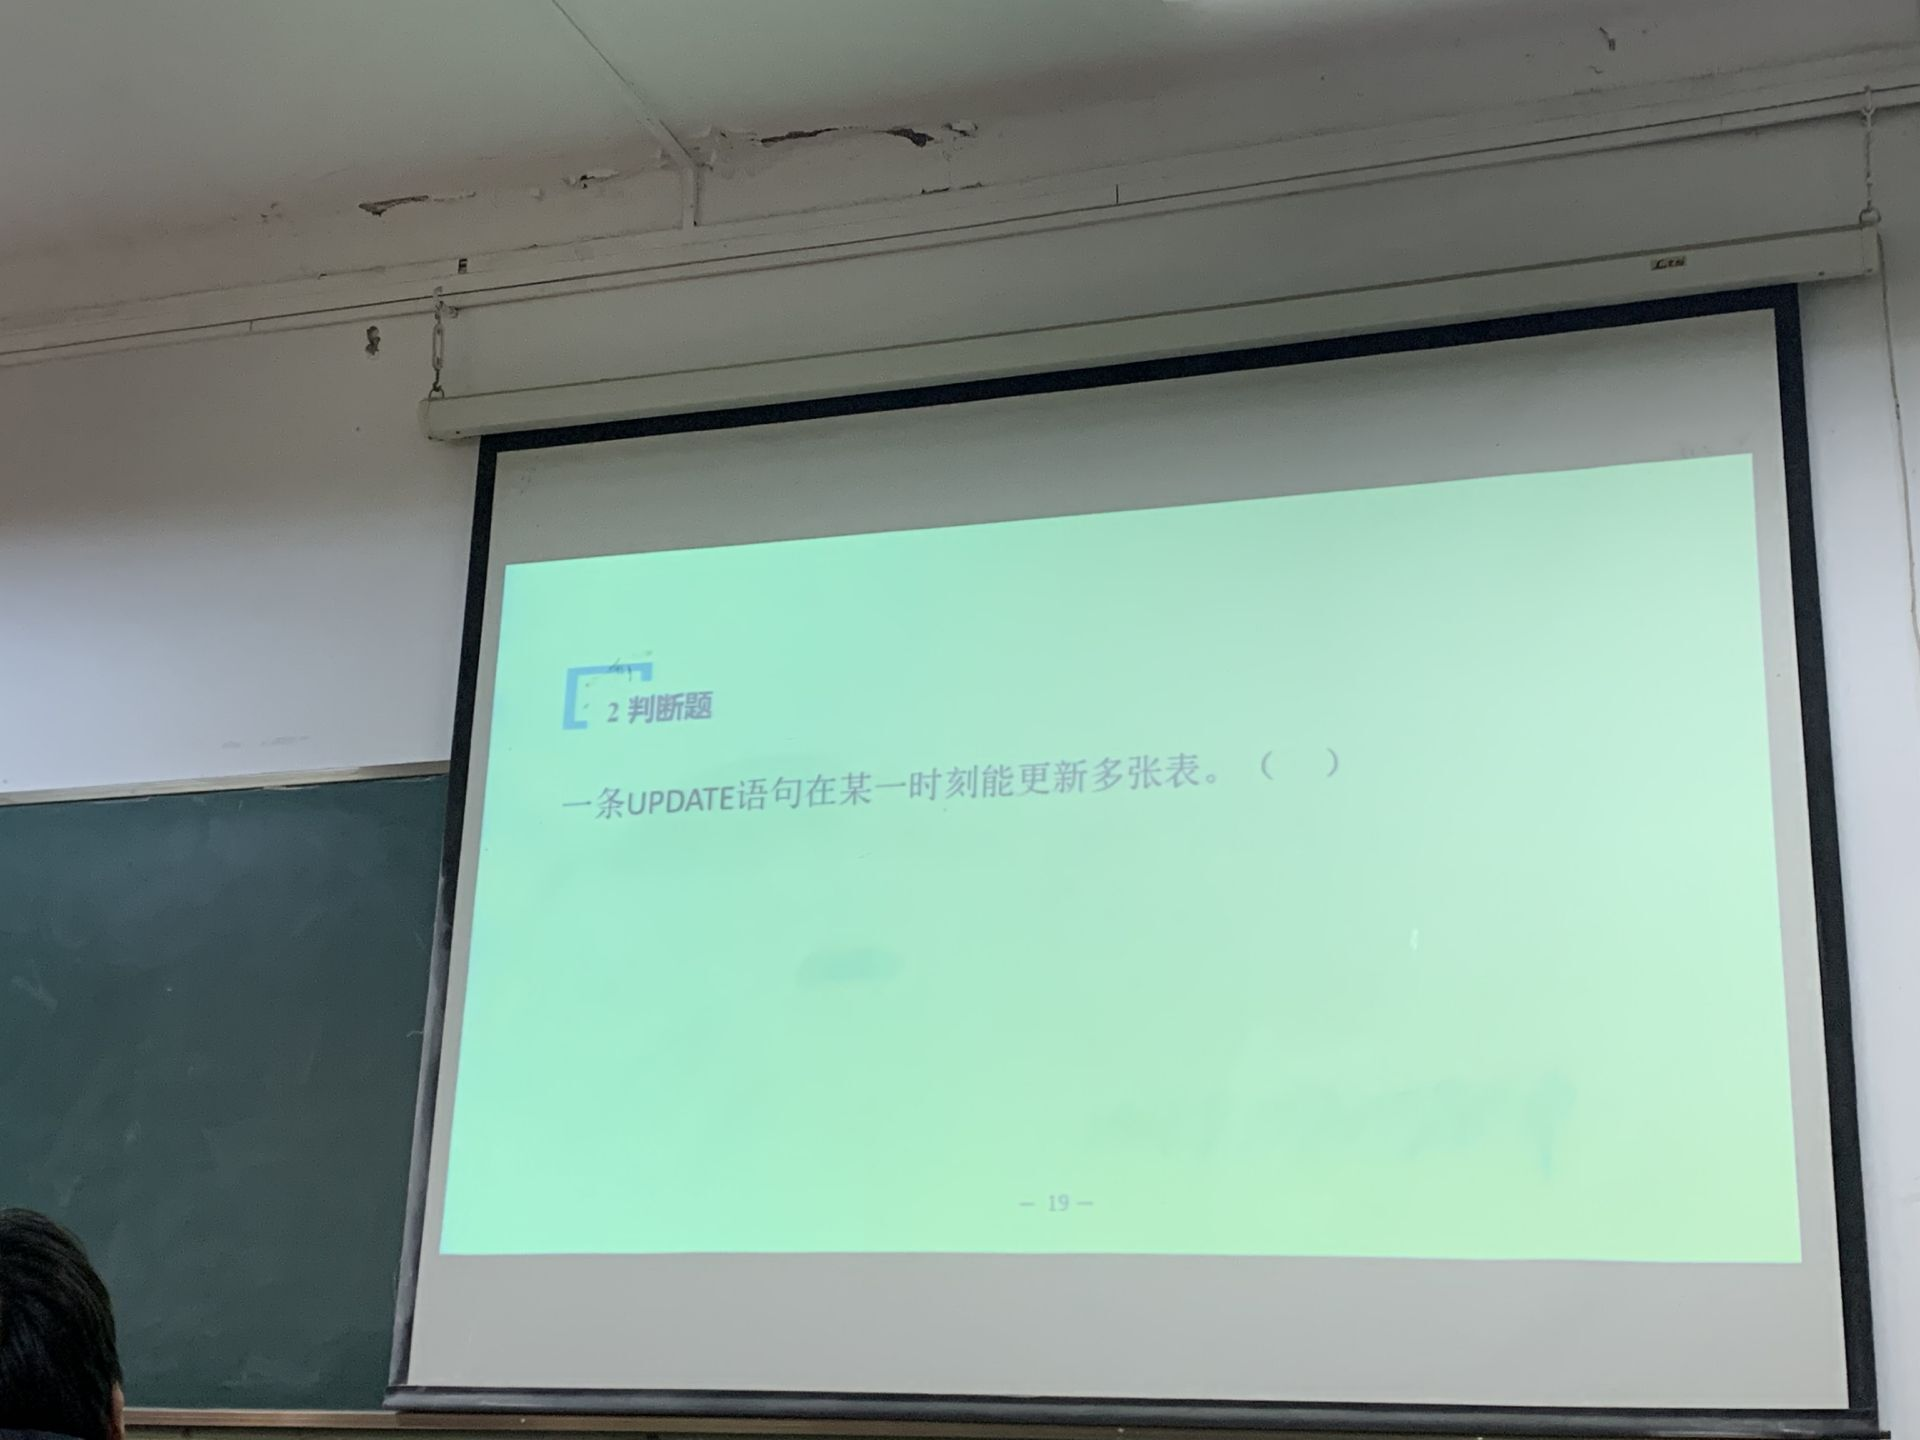 2 判断题
一条UPDATE语句在某一时刻能更新多张表。（ ）
— 19 —